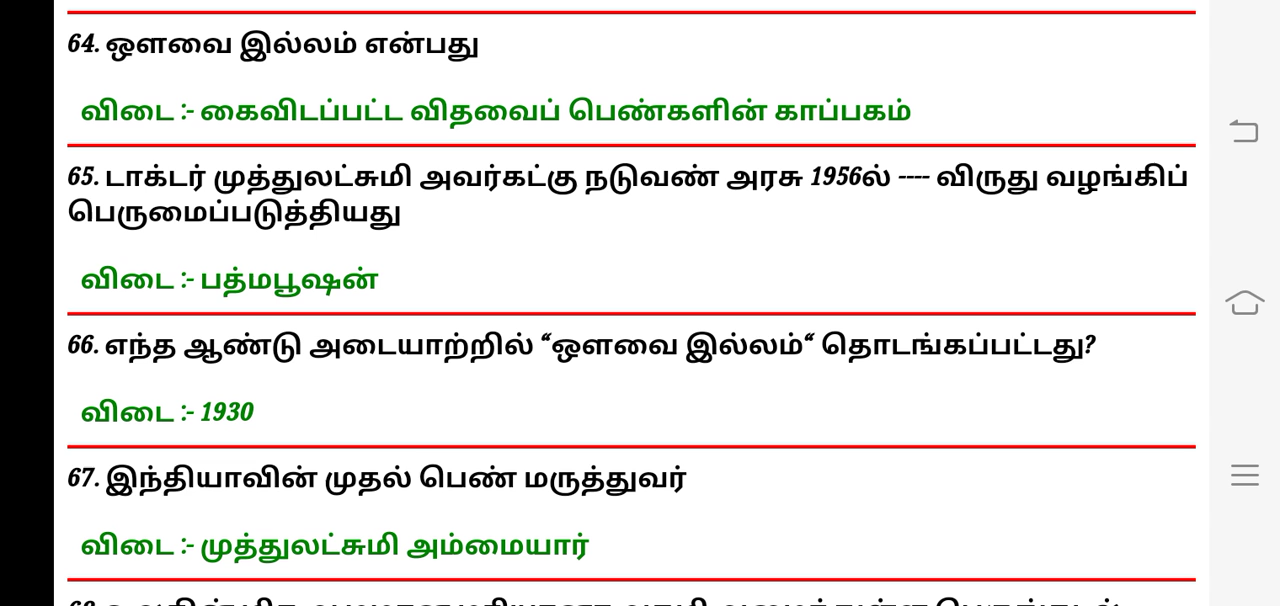 64. ஔவை இல்லம் என்பது
விடை :- கைவிடப்பட்ட விதவைப் பெண்களின் காப்பகம்
65. டாக்டர் முத்துலட்சுமி அவர்கட்கு நடுவண் அரசு 1956ல் ---- விருது வழங்கிப்
பெருமைப்படுத்தியது
விடை :- பத்மபூஷன்
66. எந்த ஆண்டு அடையாற்றில் “ஔவை இல்லம்“ தொடங்கப்பட்டது?
விடை :- 1930
67. இந்தியாவின் முதல் பெண் மருத்துவர்
விடை :- முத்துலட்சுமி அம்மையார்